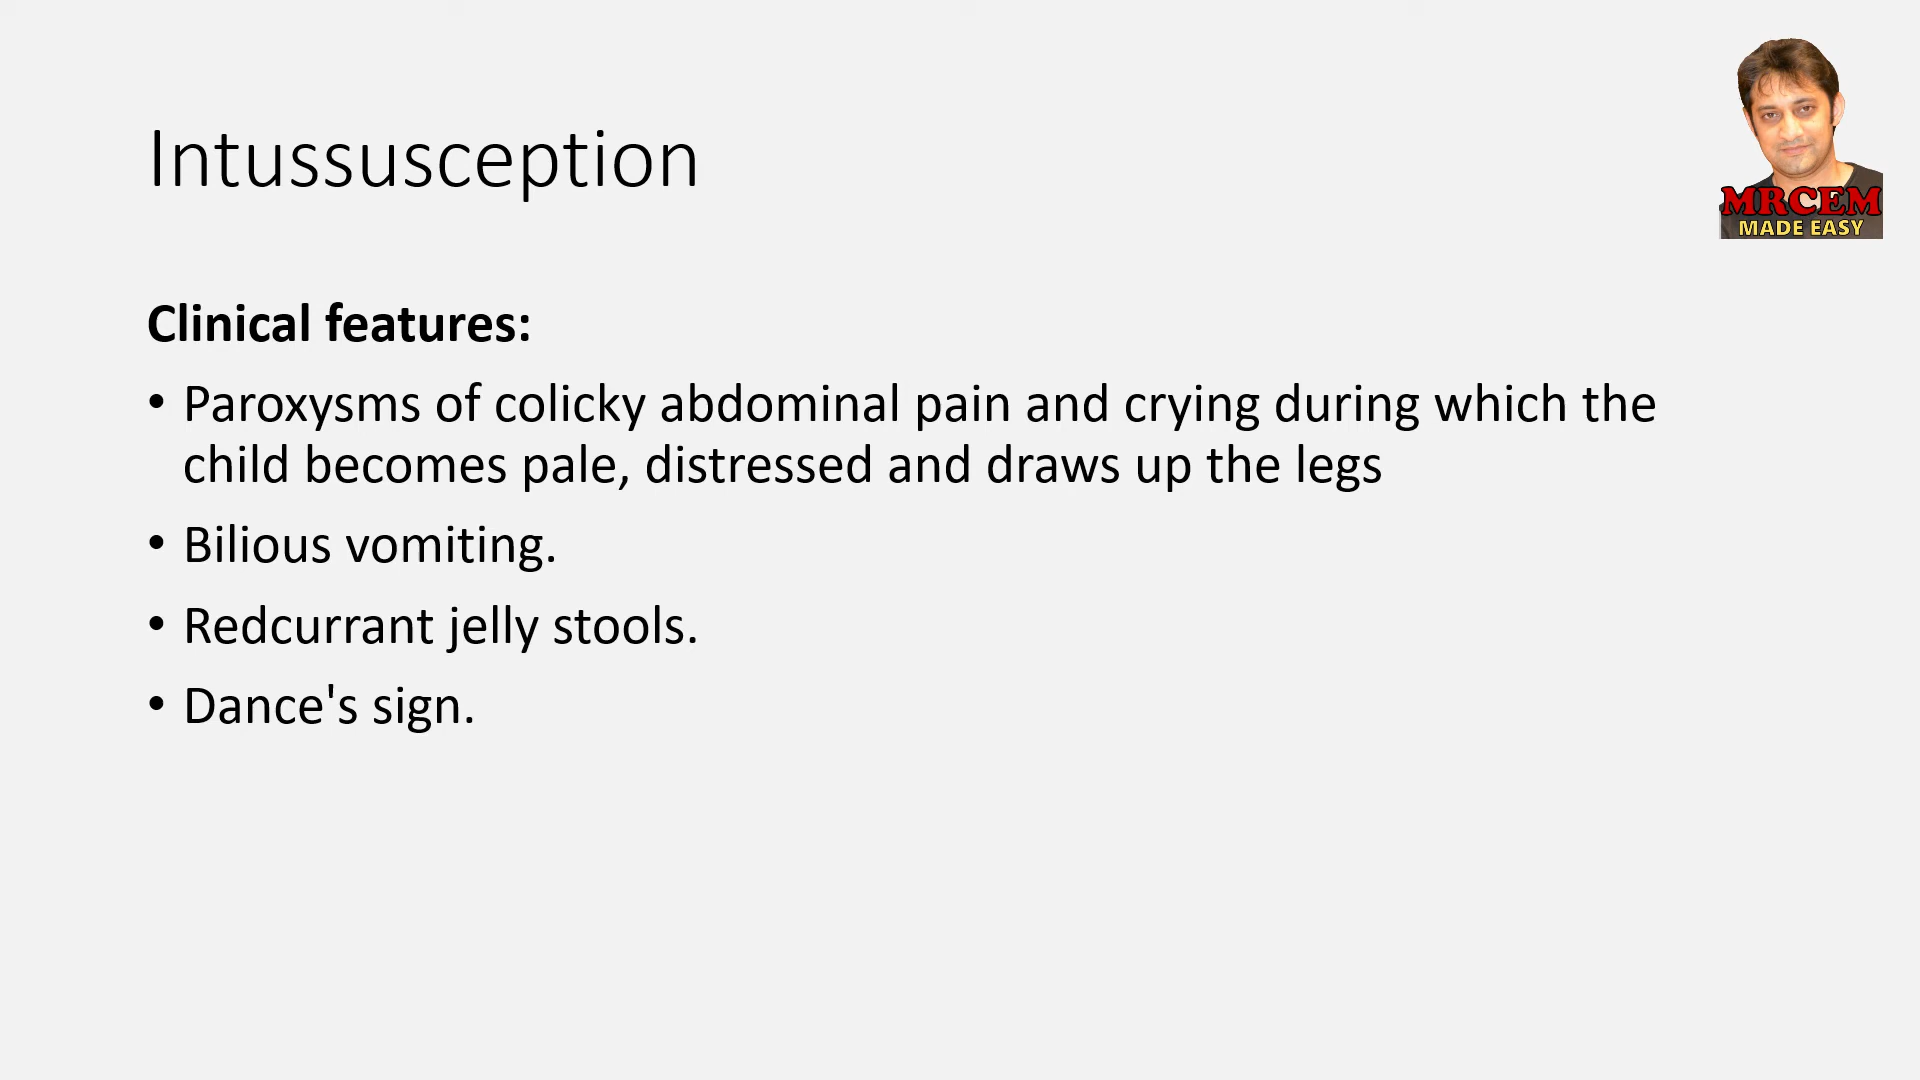 Intussusception
MRCEM
MADE EASY
Clinical features:
• Paroxysms of colicky abdominal pain and crying during which the
child becomes pale, distressed and draws up the legs
• Bilious vomiting.
• Redcurrant jelly stools.
• Dance's sign.